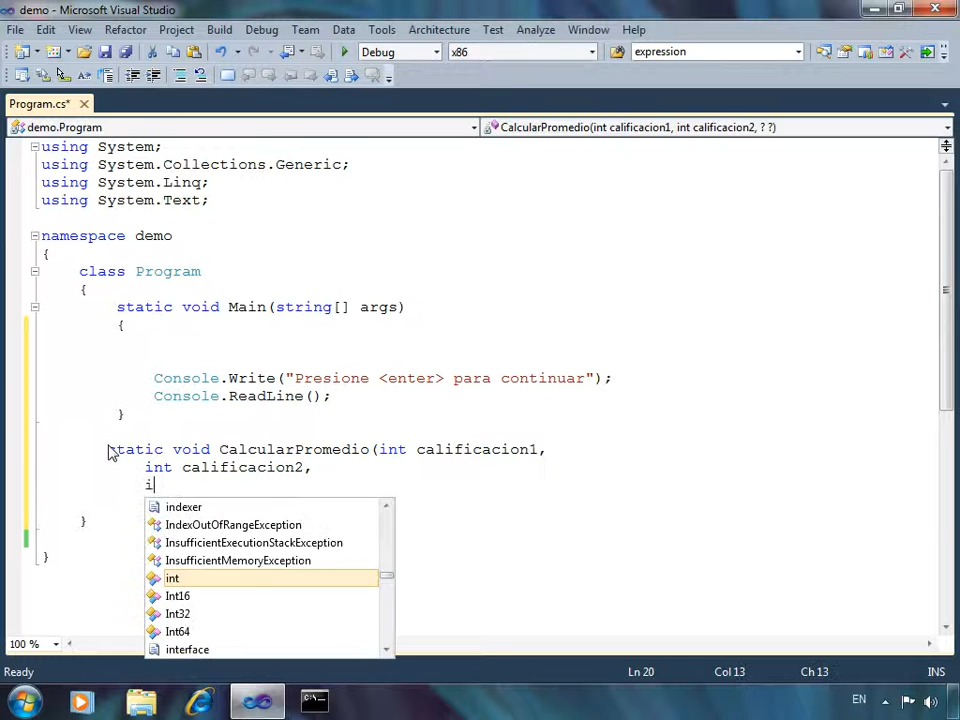 demo - Microsoft Visual Studio
File Edit View Refactor Project Build Debug Team Data Tools Architecture Test Analyze Window Help
Debug x86 expression
Program.cs*
demo.Program CalcularPromedio(int calificacion1, int calificacion2, ? ?)
using System;
using System.Collections.Generic;
using System.Linq;
using System.Text;
namespace demo
{
class Program
{
static void Main(string[] args)
{
Console.Write("Presione <enter> para continuar");
Console.ReadLine();
}
static void CalcularPromedio(int calificacion1,
int calificacion2,
i
indexer
IndexOutOfRangeException
InsufficientExecutionStackException
InsufficientMemoryException
int
Int16
Int32
Int64
interface
}
}
100 %
Ready Ln 20 Col 13 Ch 13 INS
EN